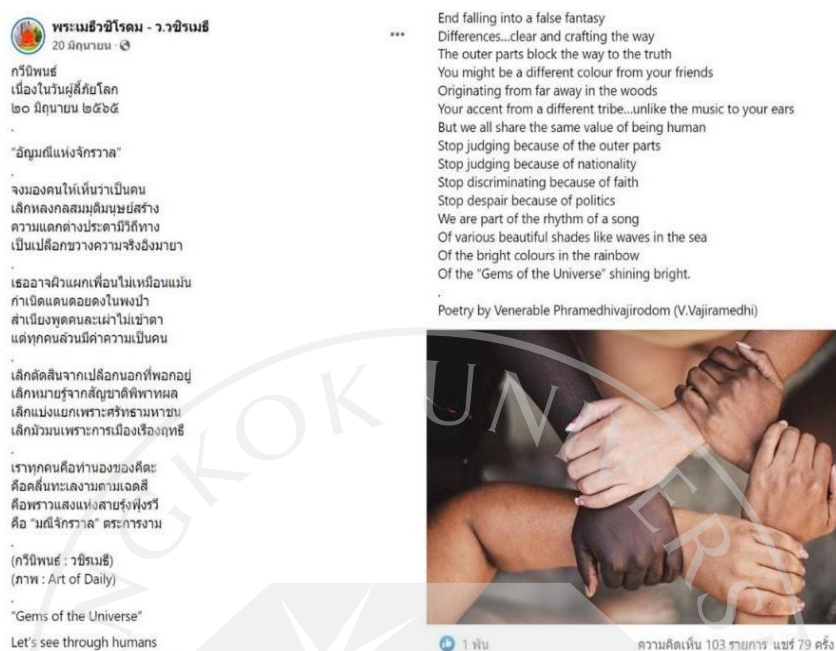 พระเมธีวชิโรดม - ว.วชิรเมธี
20 มิถุนายน
กวีนิพนธ์
เนื่องในวันผู้ลี้ภัยโลก
๒๐ มิถุนายน ๒๕๖๕
.
"อัญมณีแห่งจักรวาล"
.
จงมองคนให้เห็นว่าเป็นคน
เลิกหลงกลสมมุติมนุษย์สร้าง
ความแตกต่างประดามีวิถีทาง
เป็นเปลือกขวางความจริงอิงมายา
.
เธออาจผิวแผกเพื่อนไม่เหมือนแม้น
กำเนิดแดนดอยดงในพงป่า
สำเนียงพูดคนละเผ่าไม่เข้าตา
แต่ทุกคนล้วนมีค่าความเป็นคน
.
เลิกตัดสินจากเปลือกนอกที่พอกอยู่
เลิกหมายรู้จากสัญชาติพิพาทผล
เลิกแบ่งแยกเพราะศรัทธามหาชน
เลิกมัวมนเพราะการเมืองเรืองฤทธิ์
.
เราทุกคนคือท่านองของคีตะ
คือคลื่นทะเลงามตามเฉดสี
คือพราวแสงแห่งสายรุ้งพุ่งรวี
คือ "มณีจักรวาล" ตระการงาม
.
(กวีนิพนธ์ : วชิรเมธี)
(ภาพ : Art of Daily)
.
"Gems of the Universe"
Let's see through humans
End falling into a false fantasy
Differences...clear and crafting the way
The outer parts block the way to the truth
You might be a different colour from your friends
Originating from far away in the woods
Your accent from a different tribe...unlike the music to your ears
But we all share the same value of being human
Stop judging because of the outer parts
Stop judging because of nationality
Stop discriminating because of faith
Stop despair because of politics
We are part of the rhythm of a song
Of various beautiful shades like waves in the sea
Of the bright colours in the rainbow
Of the "Gems of the Universe" shining bright.
.
Poetry by Venerable Phramedhivajirodom (V.Vajiramedhi)
1 พัน ความคิดเห็น 103 รายการ แชร์ 79 ครั้ง